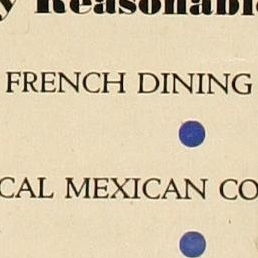 y Reasonabl
FRENCH DINING
CAL MEXICAN CO